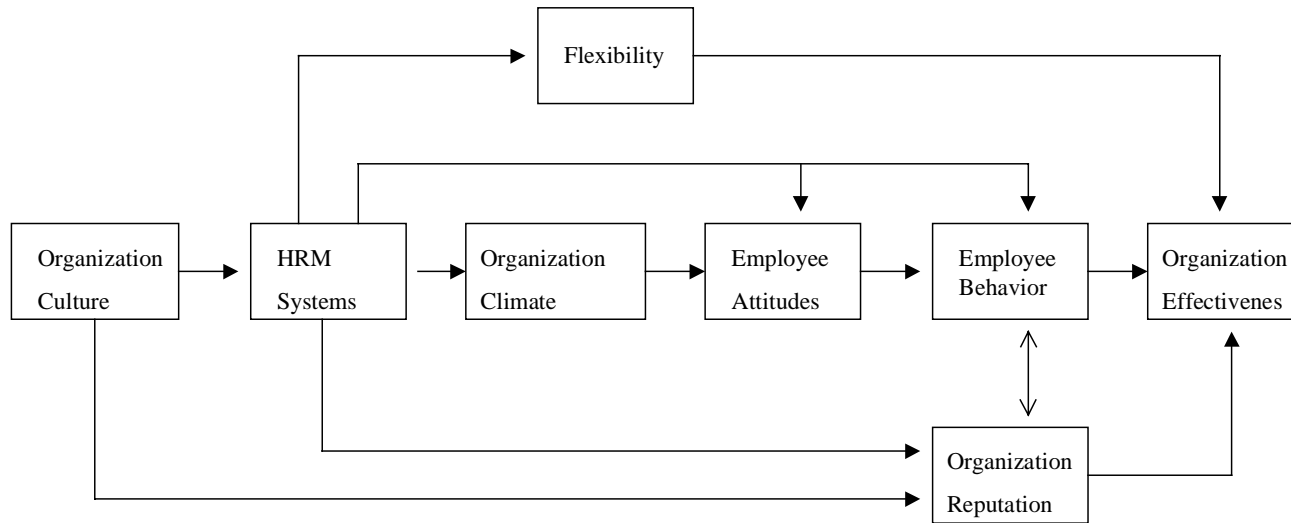 Flexibility
Organization
Culture
HRM
Systems
Organization
Climate
Employee
Attitudes
Employee
Behavior
Organization
Effectivenes
Organization
Reputation